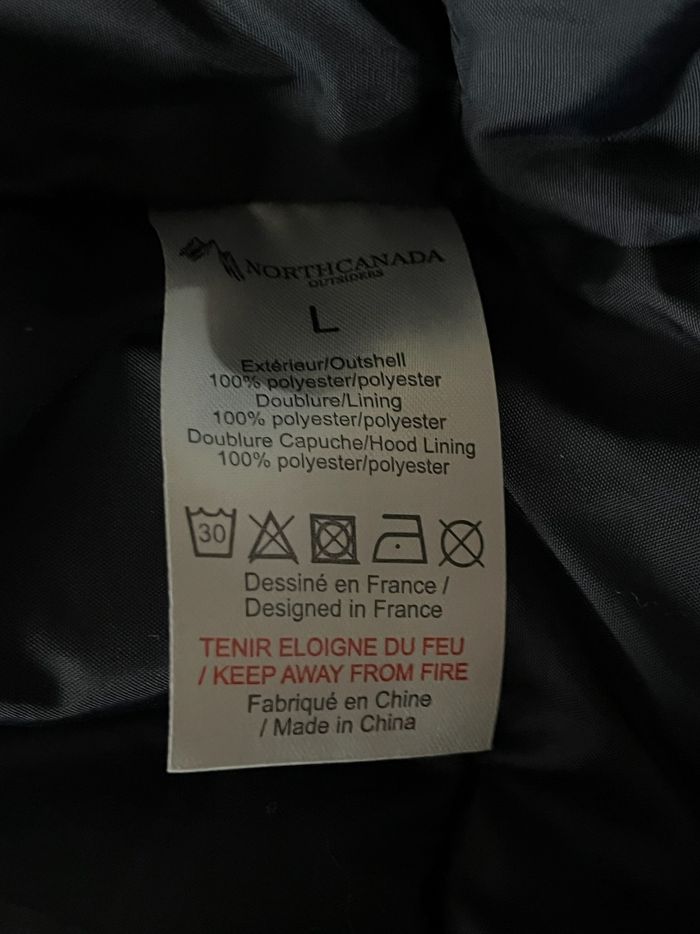 NORTHCANADA
OUTSIDERS
L
Extérieur/Outshell
100% polyester/polyester
Doublure/Lining
100% polyester/polyester
Doublure Capuche/Hood Lining
100% polyester/polyester
30
Dessiné en France /
Designed in France
TENIR ELOIGNE DU FEU
/ KEEP AWAY FROM FIRE
Fabriqué en Chine
/ Made in China